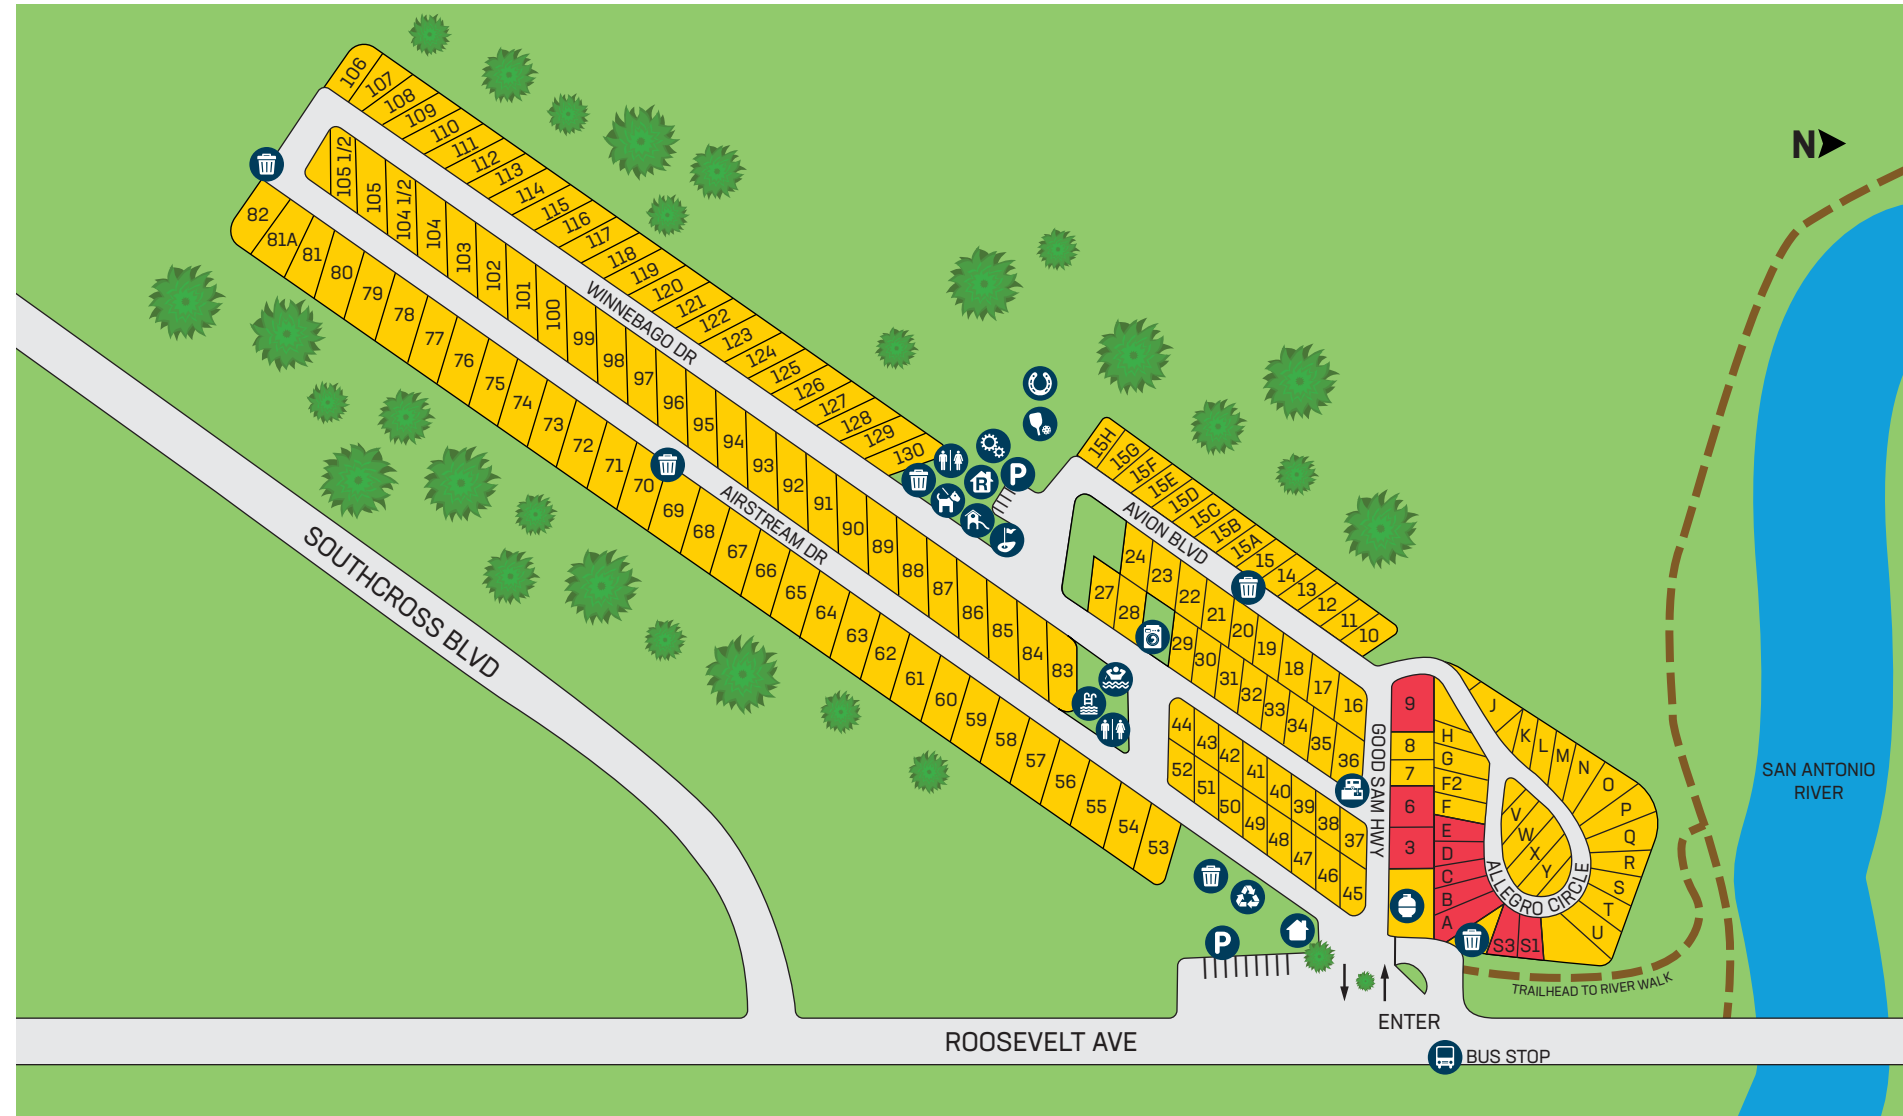 106
107
108
109
110
111
112
113
114
115
116
117
118
119
120
121
122
123
124
125
126
127
128
129
130
WINNEBAGO DR
105 1/2
105
104 1/2
104
103
102
101
100
99
98
97
96
95
94
93
92
91
90
89
88
87
86
85
84
83
82
81A
81
80
79
78
77
76
75
74
73
72
71
70
69
68
67
66
65
64
63
62
61
60
59
58
57
56
55
54
53
AIRSTREAM DR
SOUTHCROSS BLVD
R
P
N
15H
15G
15F
15E
15D
15C
15B
15A
15
14
13
12
11
10
AVION BLVD
24
23
22
21
20
19
18
17
16
27
28
29
30
31
32
33
34
35
36
44
43
42
41
40
39
38
37
52
51
50
49
48
47
46
45
GOOD SAM HWY
9
8
7
6
3
H
G
F2
F
E
D
C
B
A
S3
S1
J
K
L
M
N
O
P
Q
R
S
T
U
V
W
X
Y
ALLEGRO CIRCLE
SAN ANTONIO
RIVER
TRAILHEAD TO RIVER WALK
P
ENTER
ROOSEVELT AVE
BUS STOP